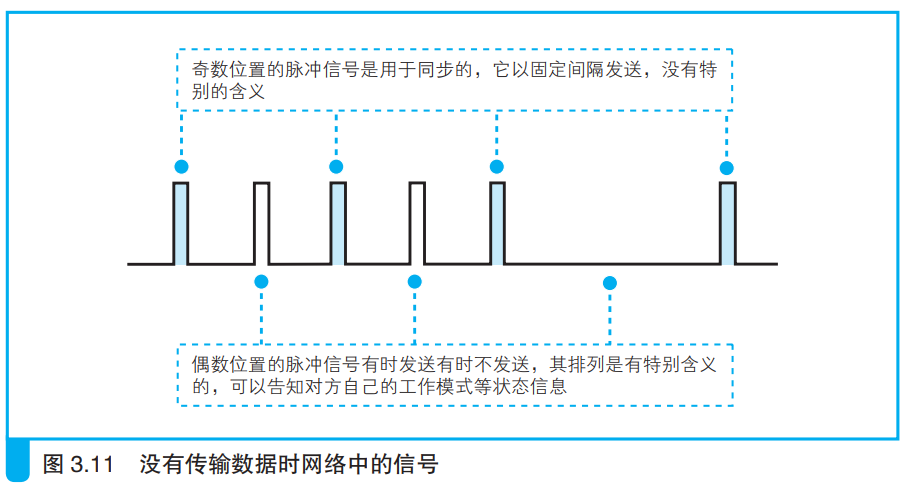 奇数位置的脉冲信号是用于同步的，它以固定间隔发送，没有特
别的含义
偶数位置的脉冲信号有时发送有时不发送，其排列是有特别含义
的，可以告知对方自己的工作模式等状态信息
图 3.11 没有传输数据时网络中的信号